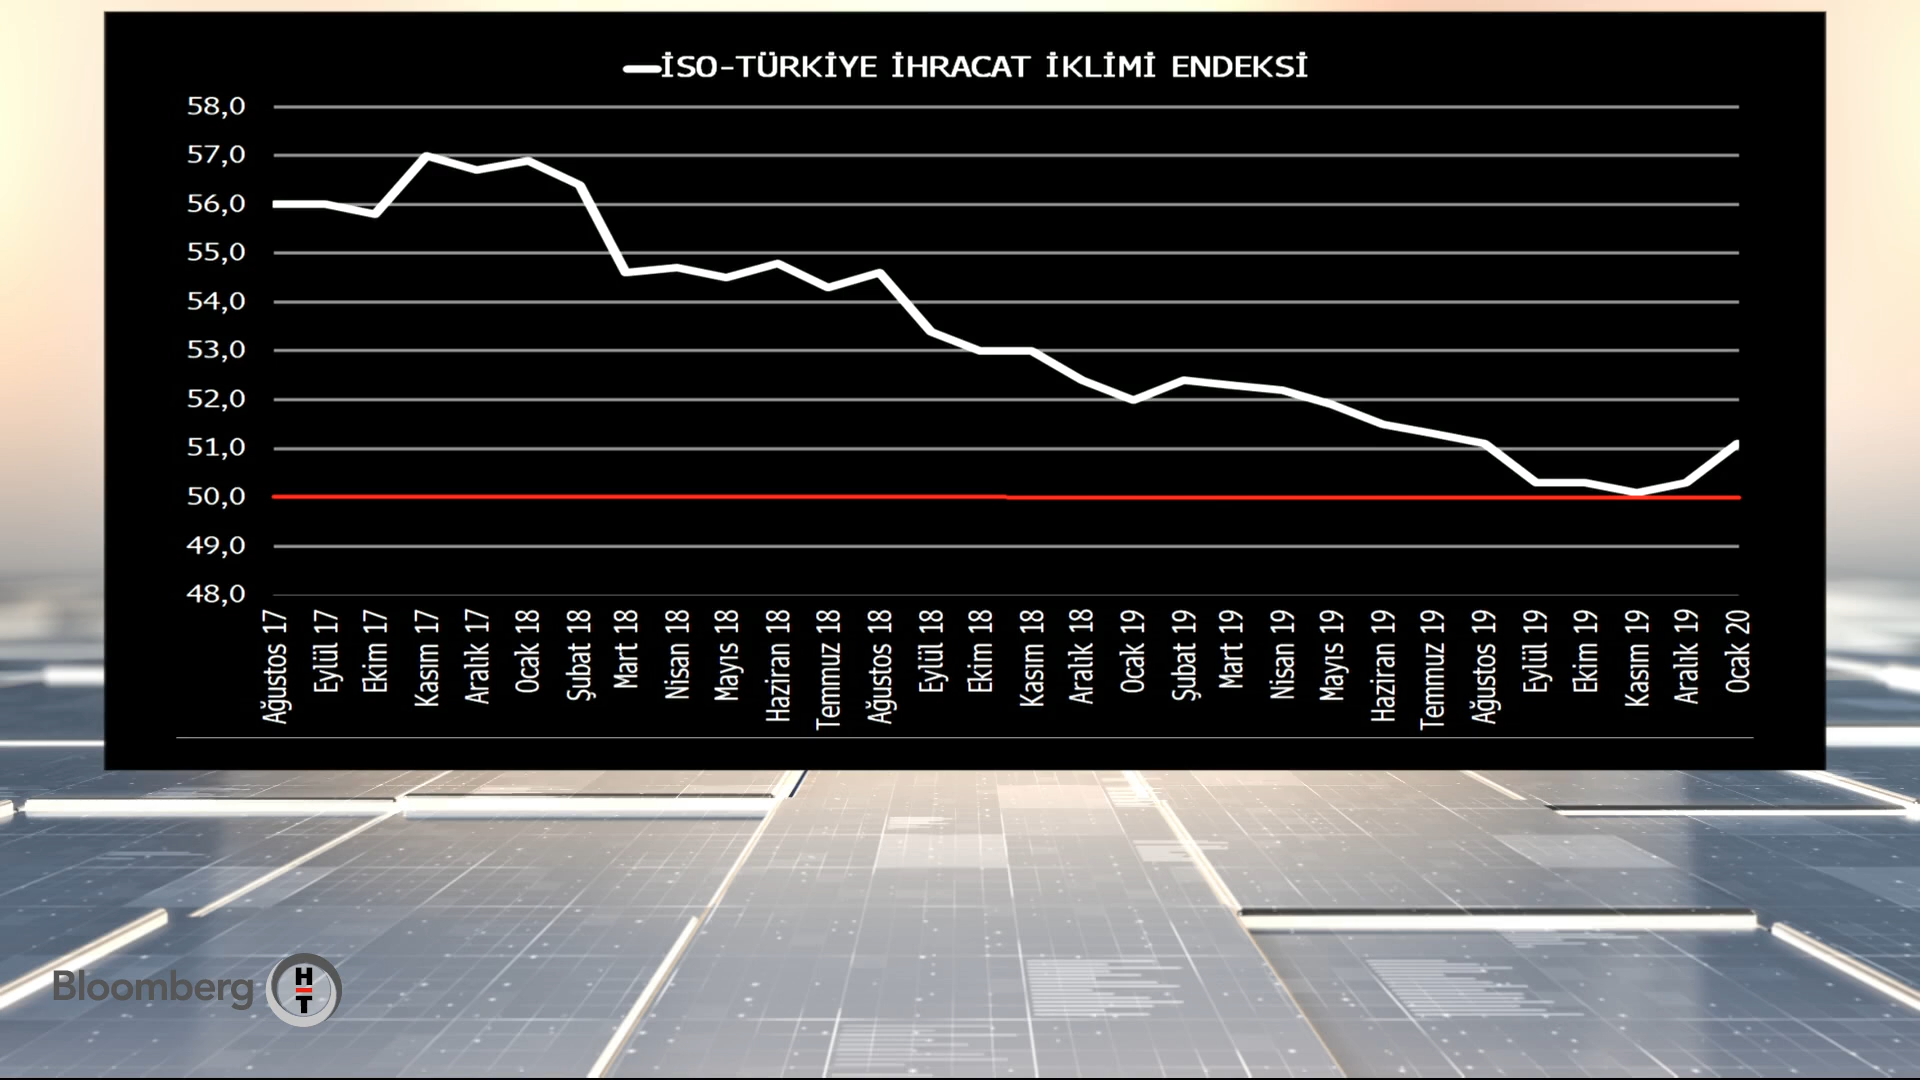 İSO-TÜRKİYE İHRACAT İKLİMİ ENDEKSİ
58,0
57,0
56,0
55,0
54,0
53,0
52,0
51,0
50,0
49,0
48,0
Ağustos 17
Eylül 17
Ekim 17
Kasım 17
Aralık 17
Ocak 18
Şubat 18
Mart 18
Nisan 18
Mayıs 18
Haziran 18
Temmuz 18
Ağustos 18
Eylül 18
Ekim 18
Kasım 18
Aralık 18
Ocak 19
Şubat 19
Mart 19
Nisan 19
Mayıs 19
Haziran 19
Temmuz 19
Ağustos 19
Eylül 19
Ekim 19
Kasım 19
Aralık 19
Ocak 20
Bloomberg HT